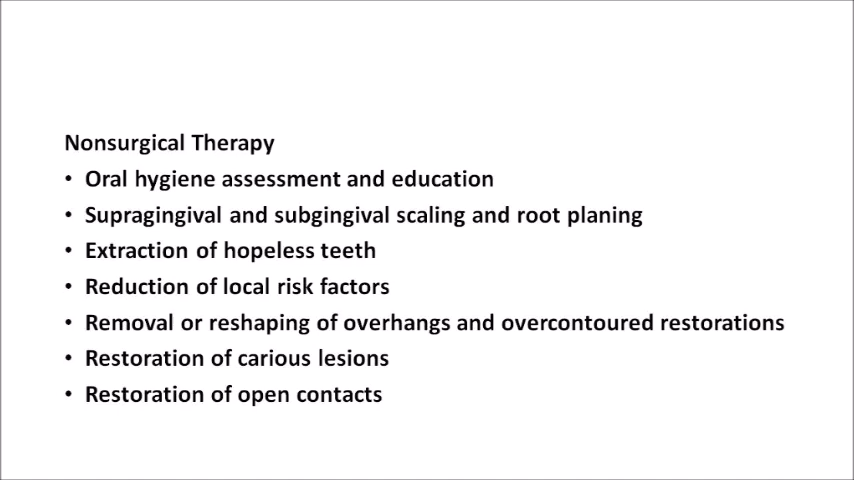 Nonsurgical Therapy
• Oral hygiene assessment and education
• Supragingival and subgingival scaling and root planing
• Extraction of hopeless teeth
• Reduction of local risk factors
• Removal or reshaping of overhangs and overcontoured restorations
• Restoration of carious lesions
• Restoration of open contacts